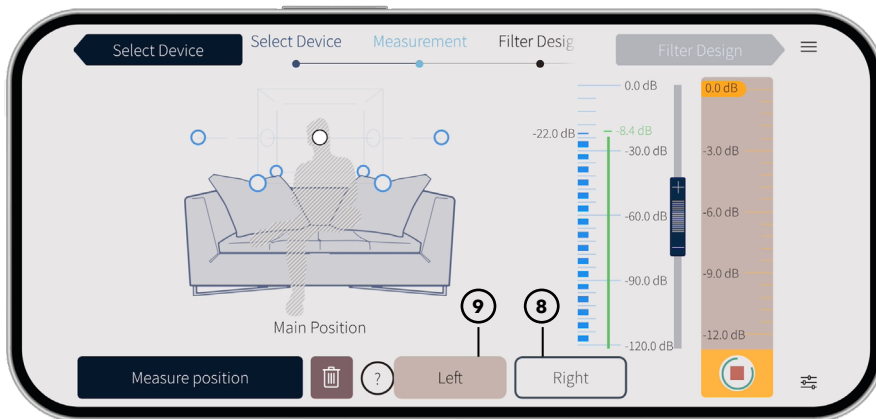 Select Device
Select Device
Measurement
Filter Desig
Filter Design
0.0 dB
-22.0 dB
-8.4 dB
-30.0 dB
-60.0 dB
-90.0 dB
-120.0 dB
+
−
0.0 dB
-3.0 dB
-6.0 dB
-9.0 dB
-12.0 dB
9
8
Main Position
Measure position
?
Left
Right